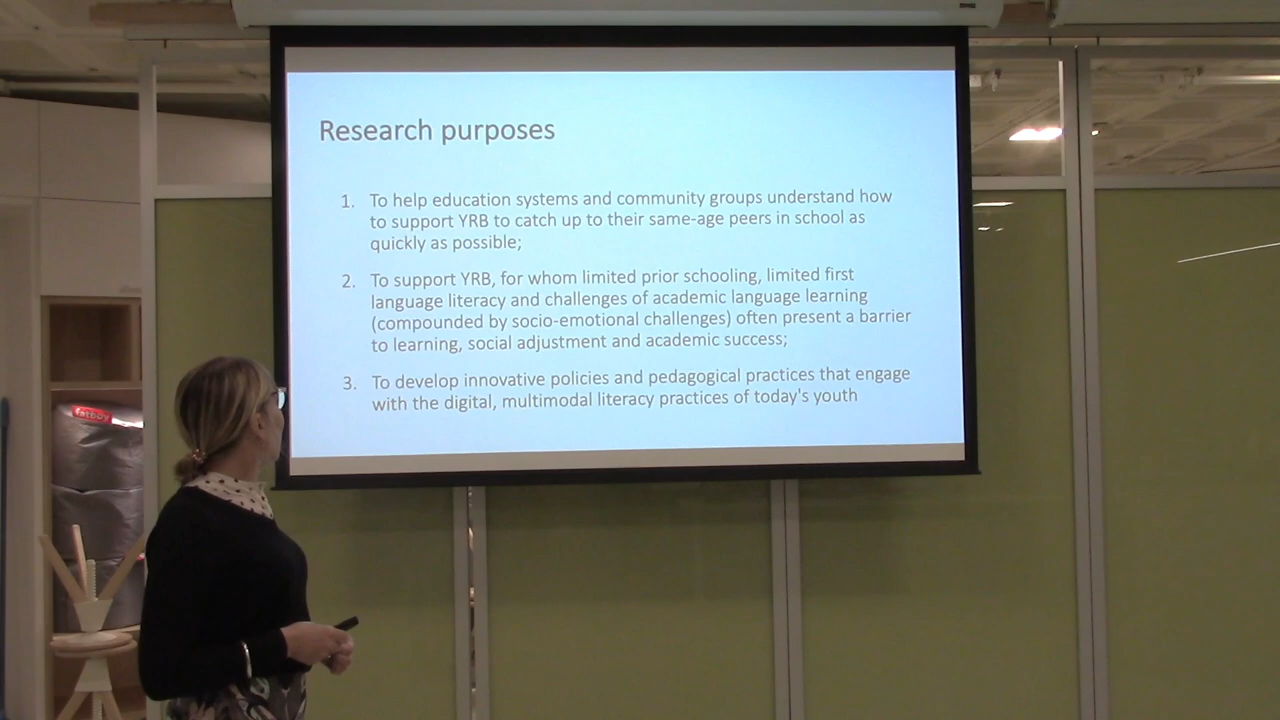 Research purposes
1. To help education systems and community groups understand how
to support YRB to catch up to their same-age peers in school as
quickly as possible;
2. To support YRB, for whom limited prior schooling, limited first
language literacy and challenges of academic language learning
(compounded by socio-emotional challenges) often present a barrier
to learning, social adjustment and academic success;
3. To develop innovative policies and pedagogical practices that engage
with the digital, multimodal literacy practices of today's youth
fatboy